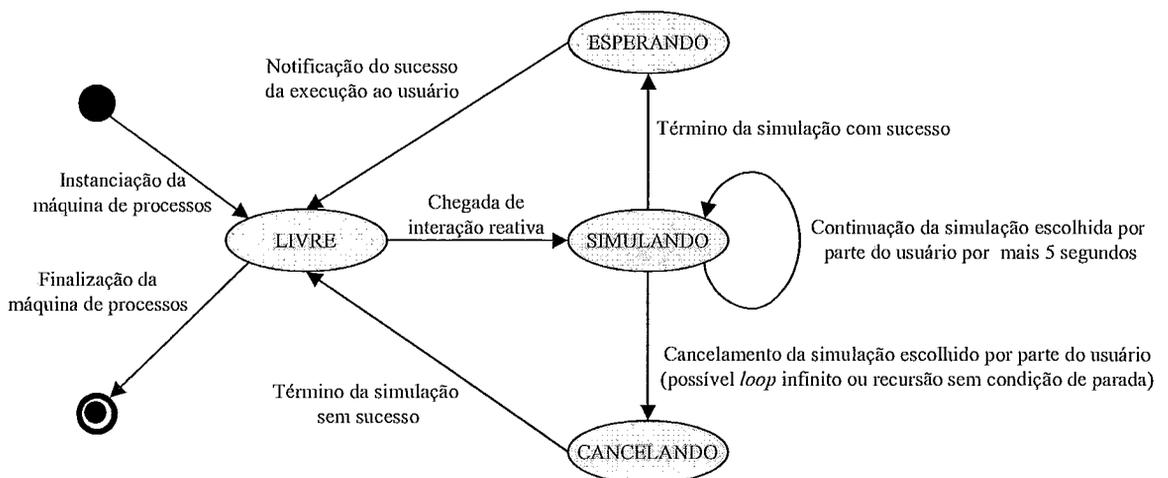 ESPERANDO
Notificação do sucesso
da execução ao usuário
Término da simulação com sucesso
Instanciação da
máquina de processos
Chegada de
interação reativa
LIVRE
SIMULANDO
Continuação da simulação escolhida por
parte do usuário por mais 5 segundos
Finalização da
máquina de processos
Cancelamento da simulação escolhido por parte do usuário
(possível loop infinito ou recursão sem condição de parada)
Término da simulação
sem sucesso
CANCELANDO